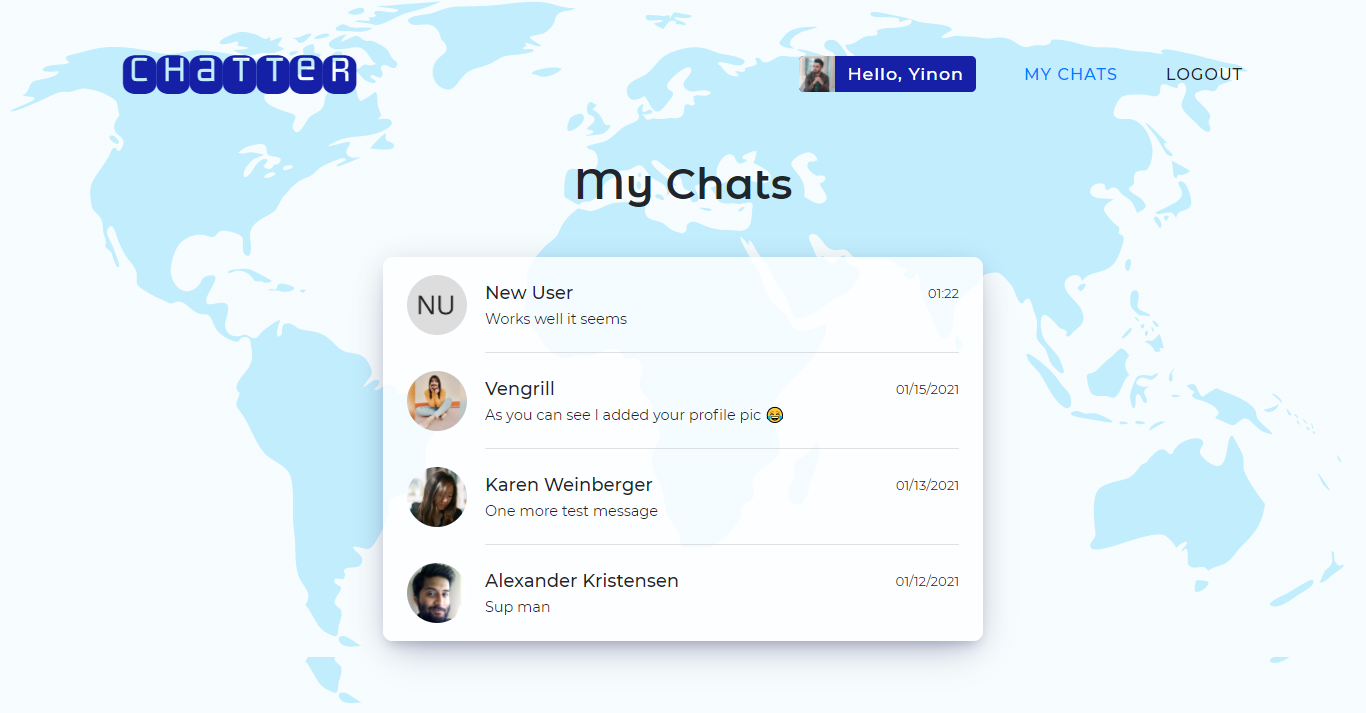 CHaTTeR
Hello, Yinon
MY CHATS
LOGOUT
My Chats
NU
New User
01:22
Works well it seems
Vengrill
01/15/2021
As you can see I added your profile pic 😂
Karen Weinberger
01/13/2021
One more test message
Alexander Kristensen
01/12/2021
Sup man